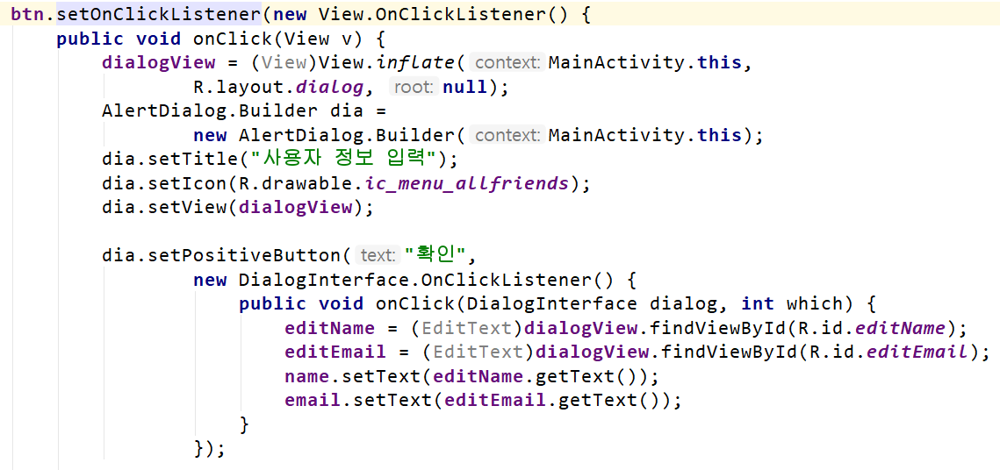 btn.setOnClickListener(new View.OnClickListener() {
public void onClick(View v) {
dialogView = (View)View.inflate( context: MainActivity.this,
R.layout.dialog, root: null);
AlertDialog.Builder dia =
new AlertDialog.Builder( context: MainActivity.this);
dia.setTitle("사용자 정보 입력");
dia.setIcon(R.drawable.ic_menu_allfriends);
dia.setView(dialogView);
dia.setPositiveButton( text: "확인",
new DialogInterface.OnClickListener() {
public void onClick(DialogInterface dialog, int which) {
editName = (EditText)dialogView.findViewById(R.id.editName);
editEmail = (EditText)dialogView.findViewById(R.id.editEmail);
name.setText(editName.getText());
email.setText(editEmail.getText());
}
});